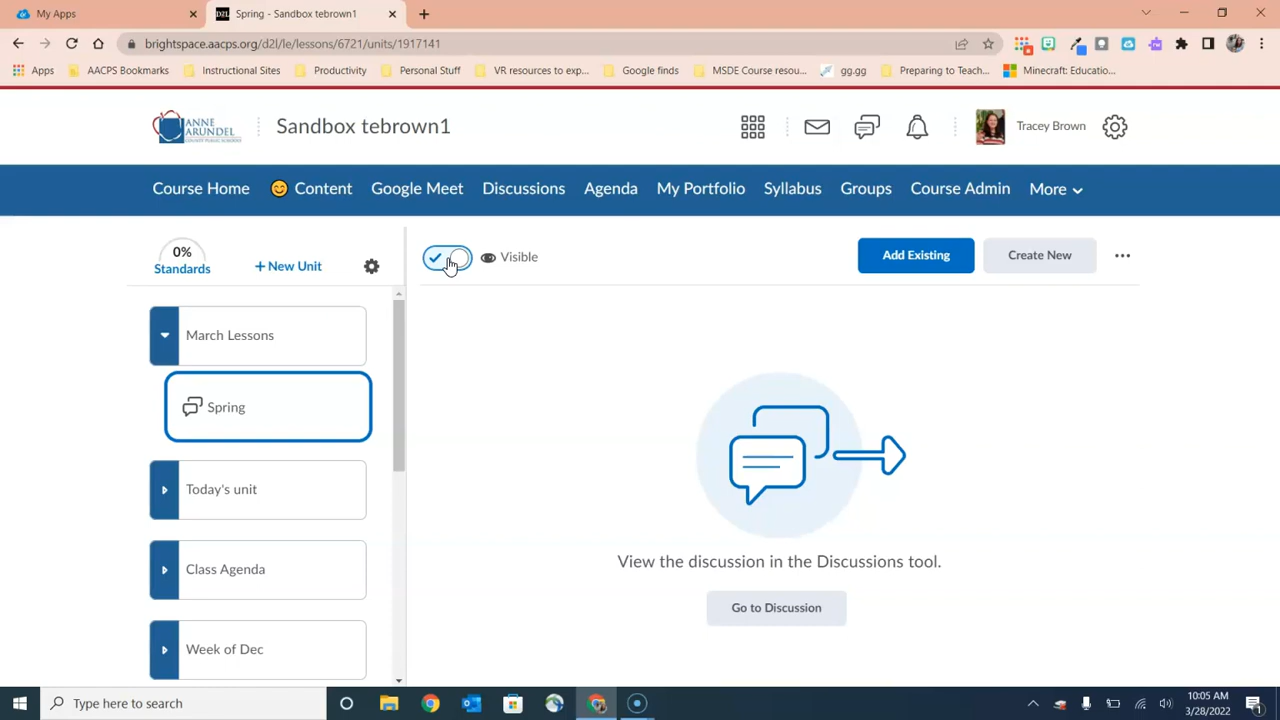 My Apps
D2L Spring - Sandbox tebrown1
brightspace.aacps.org/d2l/le/lessons/6721/units/1917141
Apps AACPS Bookmarks Instructional Sites Productivity Personal Stuff VR resources to exp... Google finds MSDE Course resou... gg.gg Preparing to Teach... Minecraft: Educatio...
ANNE ARUNDEL Sandbox tebrown1 Tracey Brown
Course Home Content Google Meet Discussions Agenda My Portfolio Syllabus Groups Course Admin More
0%
Standards
+ New Unit
Visible Add Existing Create New
March Lessons
Spring
Today's unit
Class Agenda
Week of Dec
View the discussion in the Discussions tool.
Go to Discussion
Type here to search
10:05 AM
3/28/2022
1